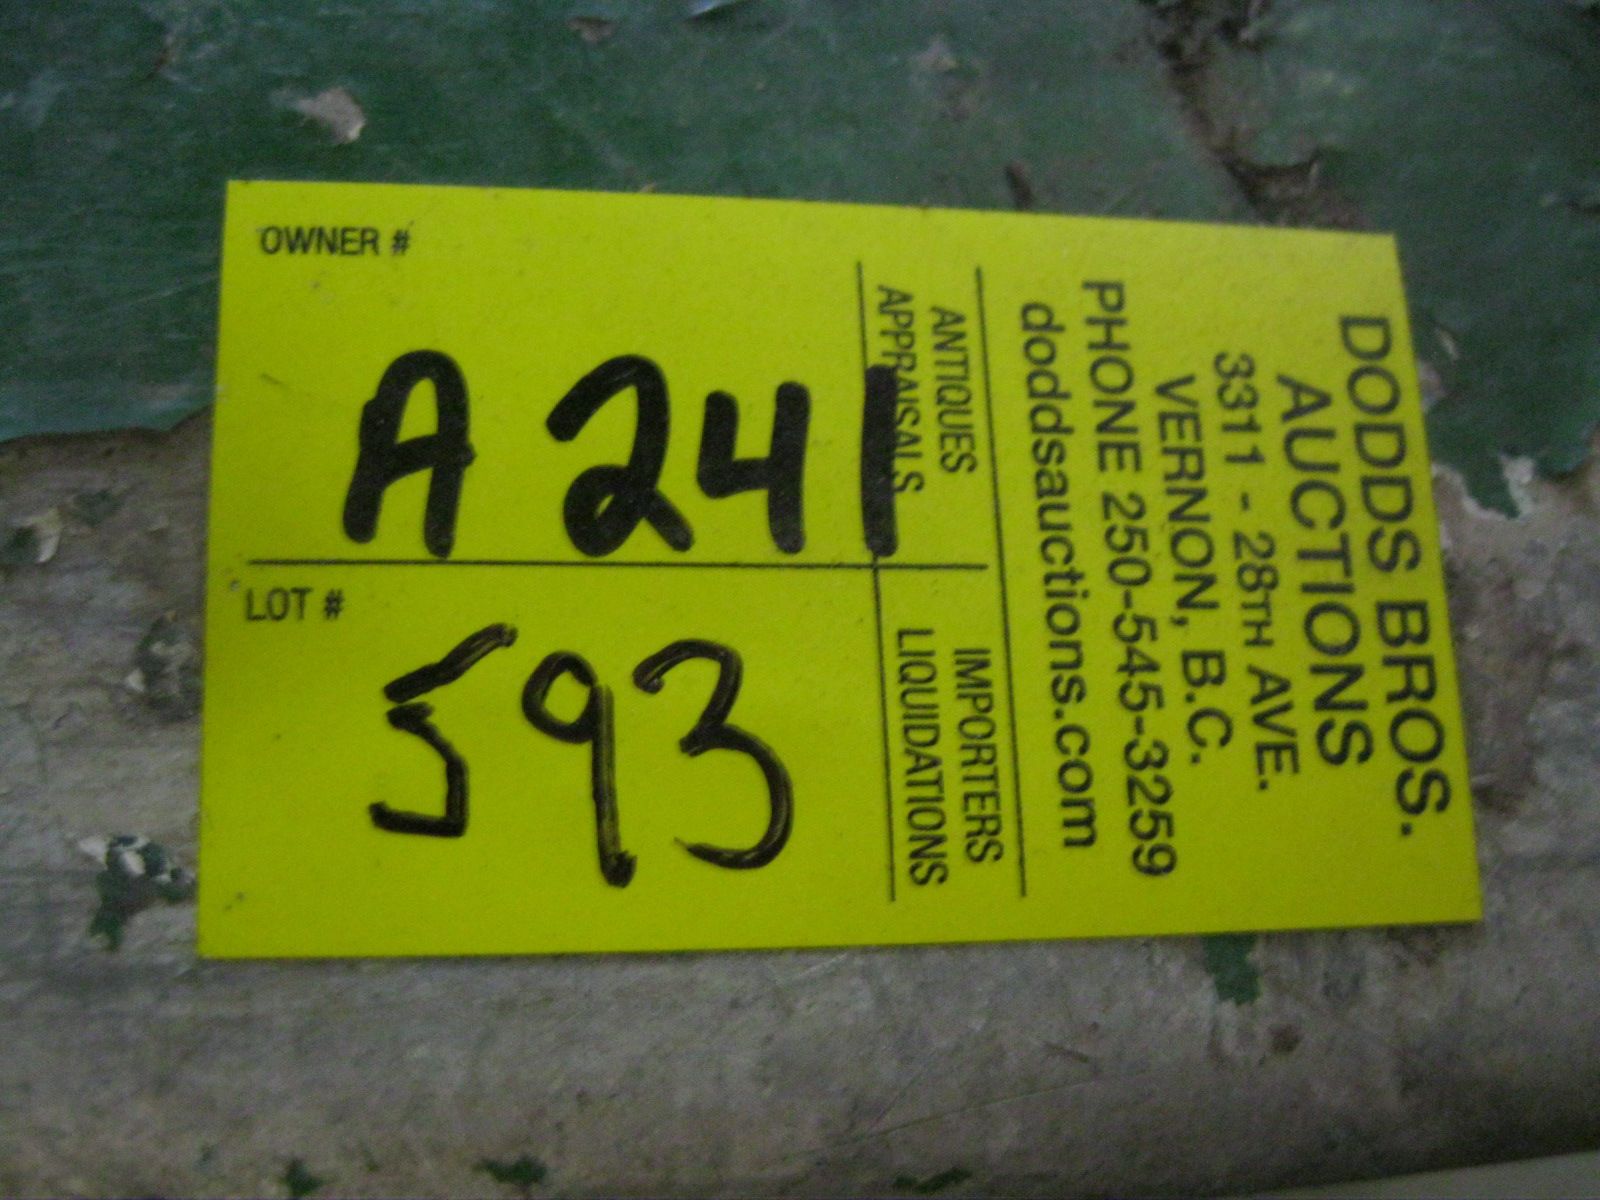 OWNER #
A 241
LOT #
593
DODDS BROS.
AUCTIONS
3311 - 28TH AVE.
VERNON, B.C.
PHONE 250-545-3259
doddsauctions.com
ANTIQUES
APPRAISALS
IMPORTERS
LIQUIDATIONS